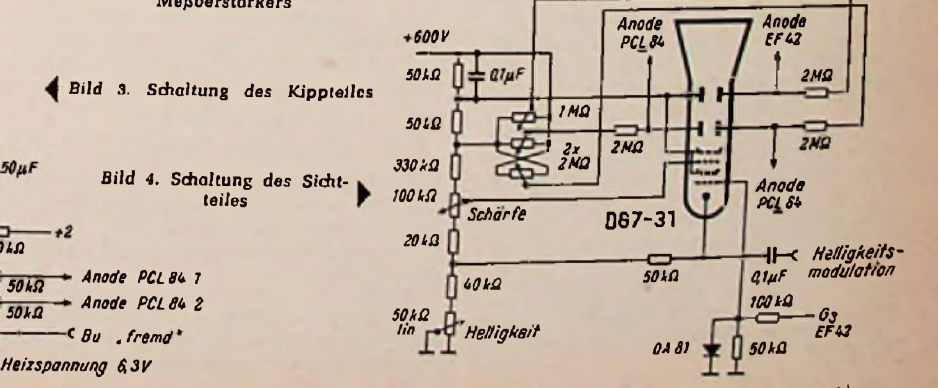 Meßverstärkers
Bild 3. Schaltung des Kippteiles
50µF
Bild 4. Schaltung des Sicht-
teiles
+2
50kΩ
Anode PCL 84 1
50kΩ
Anode PCL 84 2
Bu „fremd"
Heizspannung 6,3V
+600V
50kΩ
0,1µF
50kΩ
330kΩ
100kΩ
Schärfe
20kΩ
40kΩ
50kΩ
lin
Helligkeit
1MΩ
2x
2MΩ
2MΩ
Anode
PCL 84
Anode
EF 42
2MΩ
2MΩ
Anode
PCL 84
DG7-31
50kΩ
0,1µF
Helligkeits-
modulation
100kΩ
G3
EF 42
OA 81
50kΩ